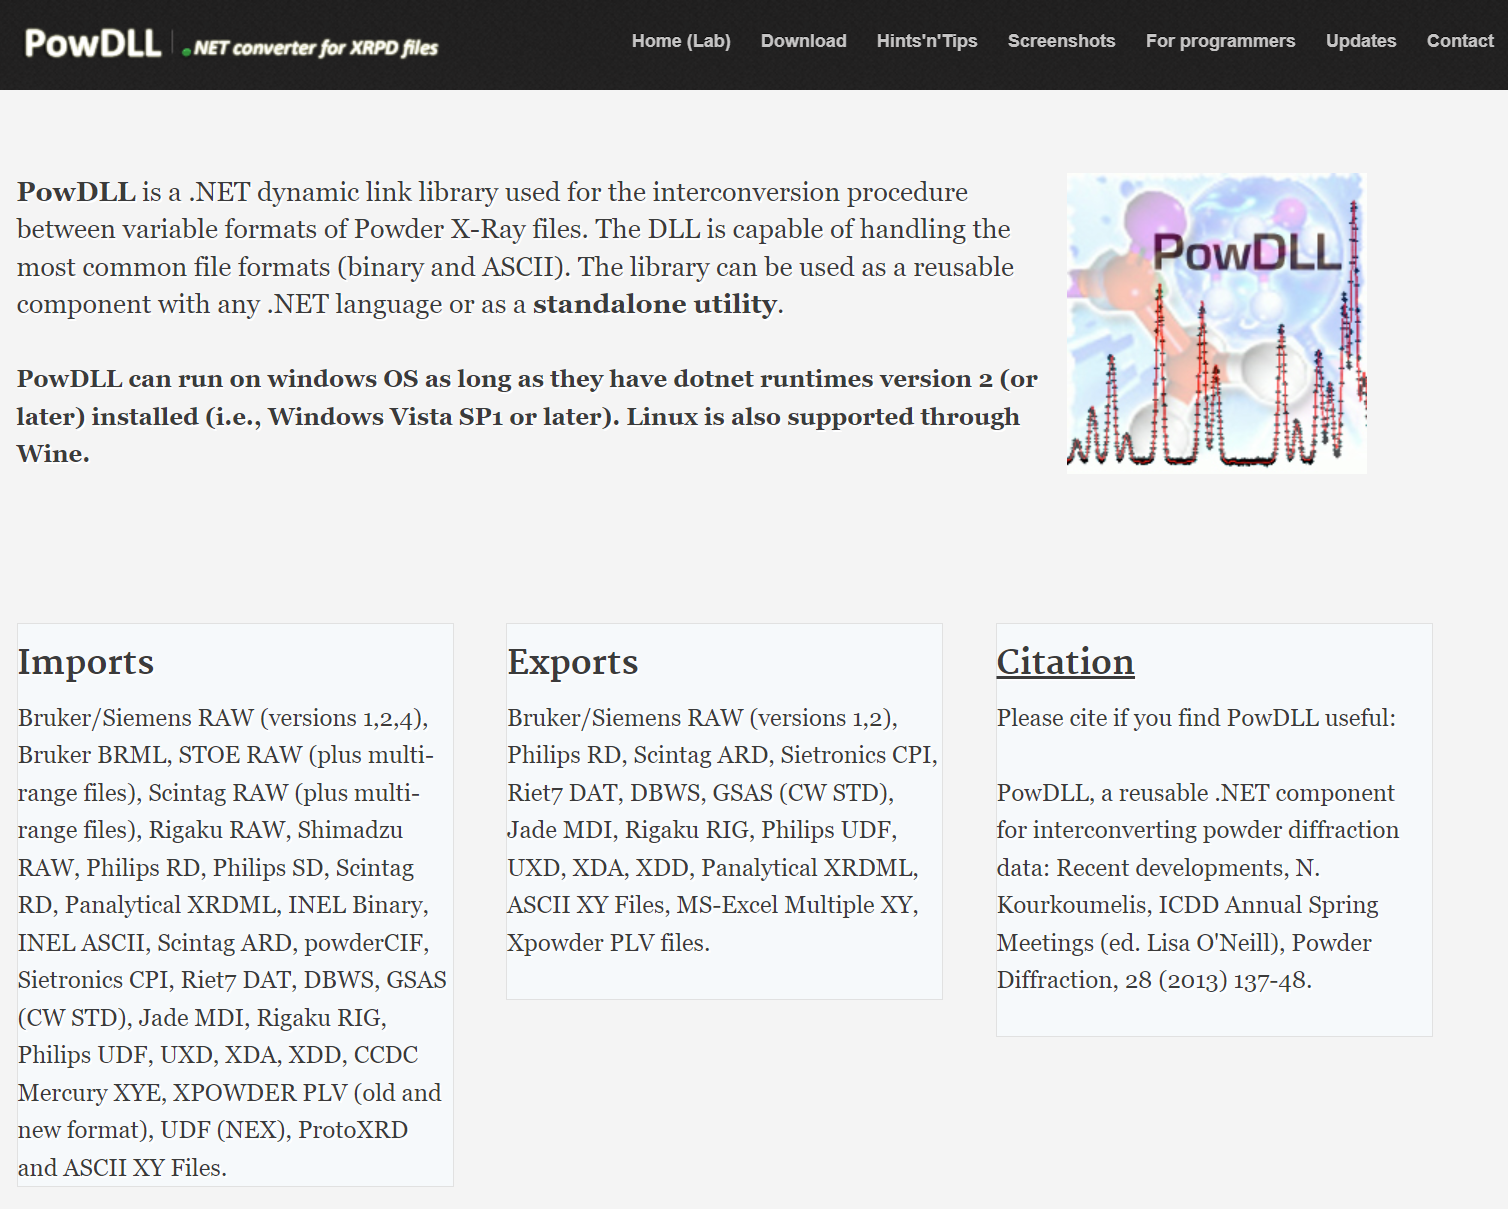 PowDLL | .NET converter for XRPD files
Home (Lab) Download Hints'n'Tips Screenshots For programmers Updates Contact
PowDLL is a .NET dynamic link library used for the interconversion procedure
between variable formats of Powder X-Ray files. The DLL is capable of handling the
most common file formats (binary and ASCII). The library can be used as a reusable
component with any .NET language or as a standalone utility.
PowDLL can run on windows OS as long as they have dotnet runtimes version 2 (or
later) installed (i.e., Windows Vista SP1 or later). Linux is also supported through
Wine.
PowDLL
Imports
Bruker/Siemens RAW (versions 1,2,4),
Bruker BRML, STOE RAW (plus multi-
range files), Scintag RAW (plus multi-
range files), Rigaku RAW, Shimadzu
RAW, Philips RD, Philips SD, Scintag
RD, Panalytical XRDML, INEL Binary,
INEL ASCII, Scintag ARD, powderCIF,
Sietronics CPI, Riet7 DAT, DBWS, GSAS
(CW STD), Jade MDI, Rigaku RIG,
Philips UDF, UXD, XDA, XDD, CCDC
Mercury XYE, XPOWDER PLV (old and
new format), UDF (NEX), ProtoXRD
and ASCII XY Files.
Exports
Bruker/Siemens RAW (versions 1,2),
Philips RD, Scintag ARD, Sietronics CPI,
Riet7 DAT, DBWS, GSAS (CW STD),
Jade MDI, Rigaku RIG, Philips UDF,
UXD, XDA, XDD, Panalytical XRDML,
ASCII XY Files, MS-Excel Multiple XY,
Xpowder PLV files.
Citation
Please cite if you find PowDLL useful:
PowDLL, a reusable .NET component
for interconverting powder diffraction
data: Recent developments, N.
Kourkoumelis, ICDD Annual Spring
Meetings (ed. Lisa O'Neill), Powder
Diffraction, 28 (2013) 137-48.